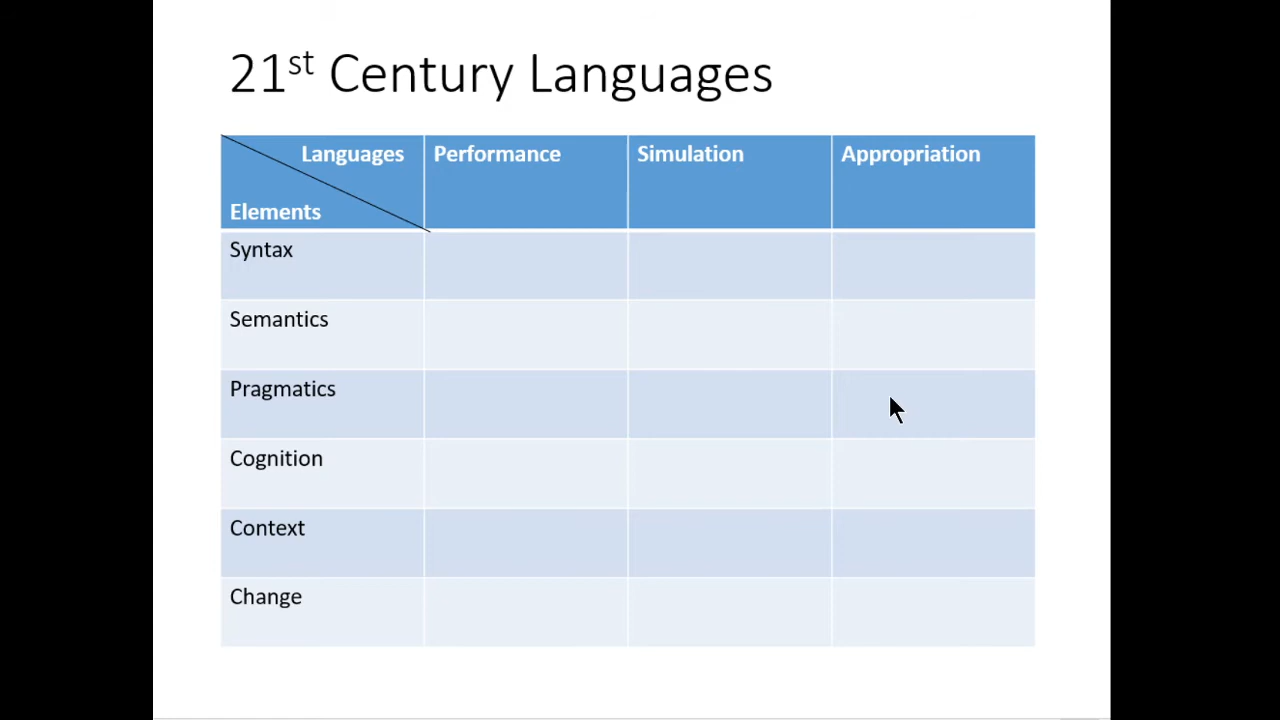 21st Century Languages
Languages Performance Simulation Appropriation
Elements
Syntax
Semantics
Pragmatics
Cognition
Context
Change